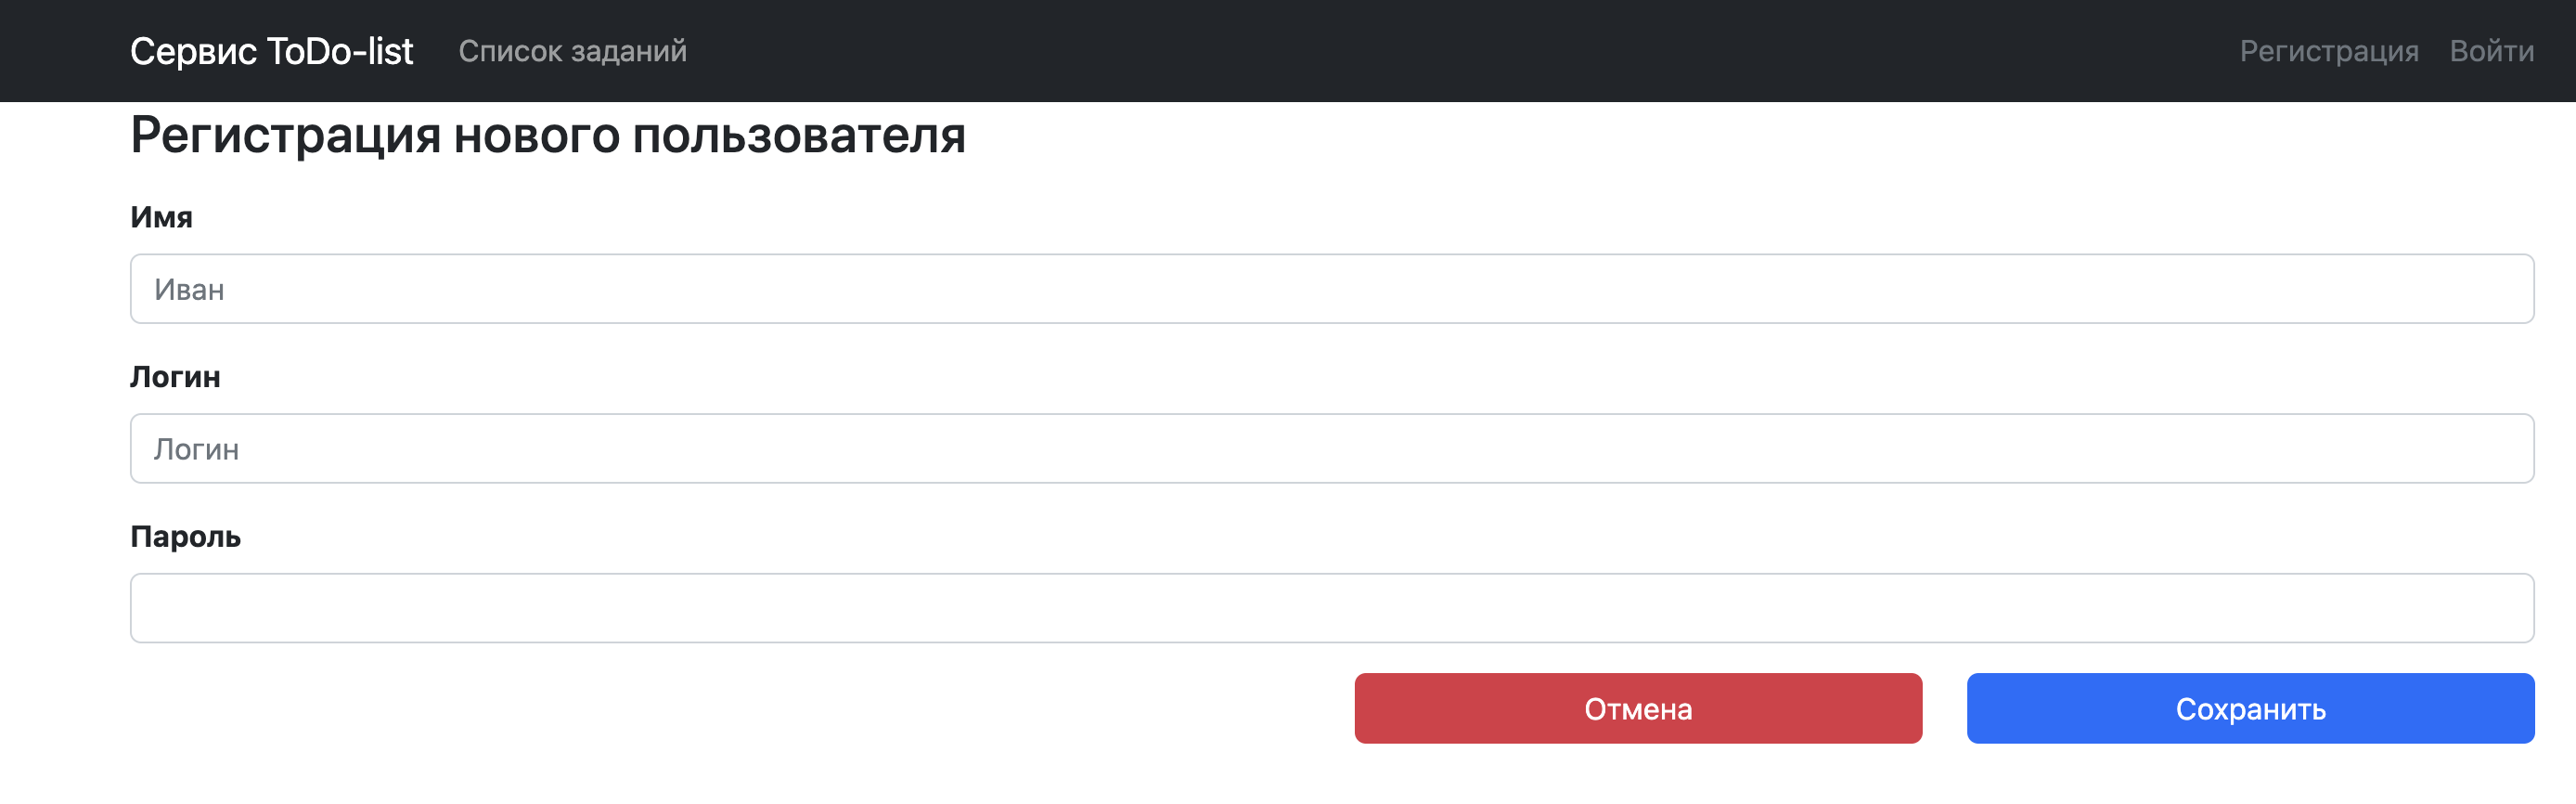 Сервис ToDo-list Список заданий Регистрация Войти
Регистрация нового пользователя
Имя
Иван
Логин
Логин
Пароль
Отмена Сохранить